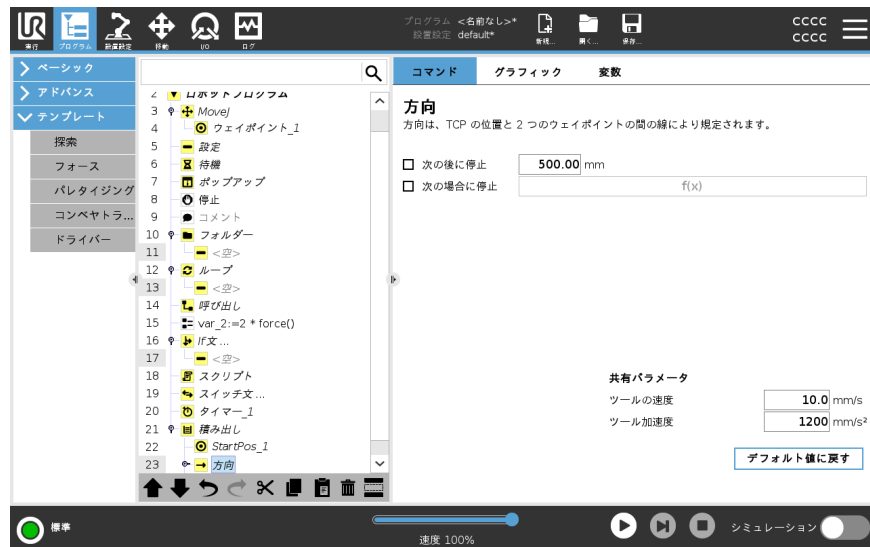 UR
実行
プログラム
設置設定
移動
I/O
ログ
プログラム <名前なし>*
設置設定 default*
新規...
開く...
保存...
CCCC
CCCC
ベーシック
アドバンス
テンプレート
探索
フォース
パレタイジング
コンベヤトラ...
ドライバー
2 ロボットプログラム
3 MoveJ
4 ウェイポイント_1
5 設定
6 待機
7 ポップアップ
8 停止
9 コメント
10 フォルダー
11 <空>
12 ループ
13 <空>
14 呼び出し
15 var_2:=2 * force()
16 If文 ...
17 <空>
18 スクリプト
19 スイッチ文 ...
20 タイマー_1
21 積み出し
22 StartPos_1
23 方向
コマンド グラフィック 変数
方向
方向は、TCP の位置と 2 つのウェイポイントの間の線により規定されます。
次の後に停止 500.00 mm
次の場合に停止 f(x)
共有パラメータ
ツールの速度 10.0 mm/s
ツール加速度 1200 mm/s²
デフォルト値に戻す
標準
速度 100%
シミュレーション